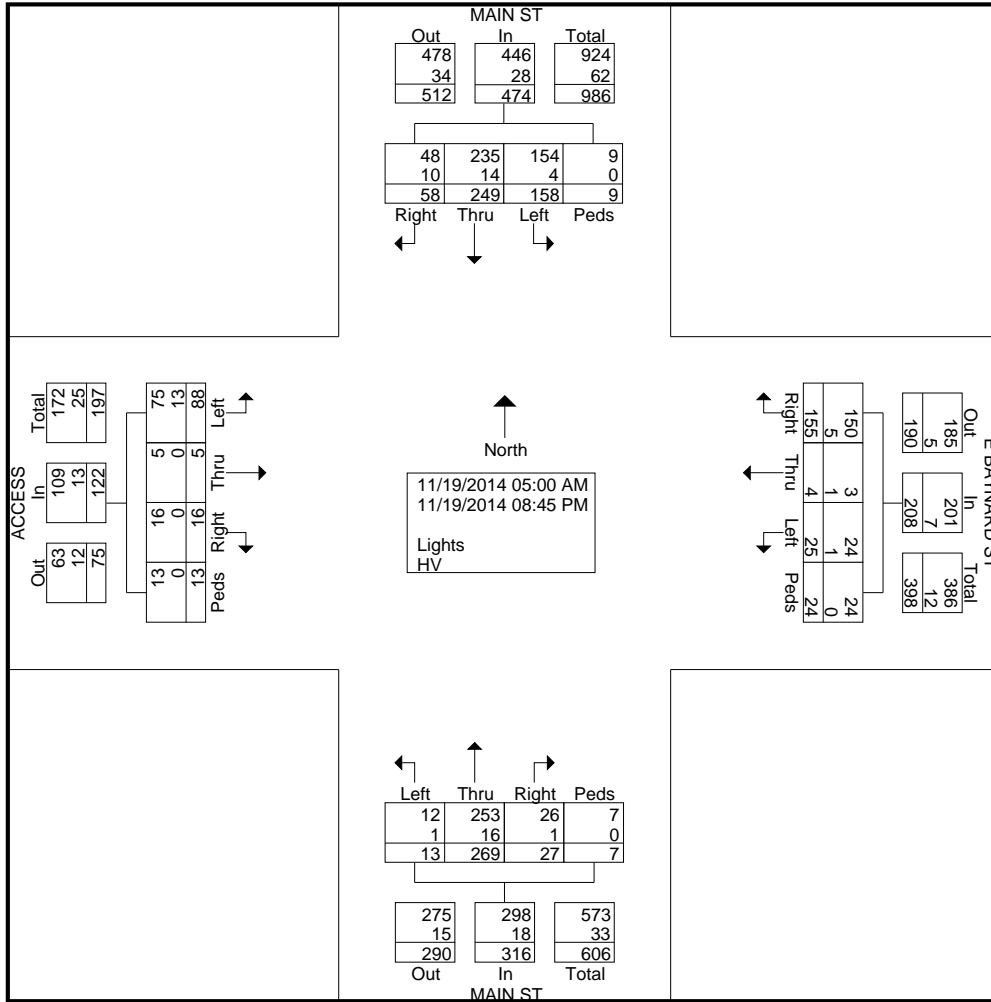 MAIN ST
Out In Total
478 446 924
34 28 62
512 474 986
48 235 154 9
10 14 4 0
58 249 158 9
Right Thru Left Peds
ACCESS
Total In Out
172 109 63
25 13 12
197 122 75
75 5 16 13
13 0 0 0
88 5 16 13
Left Thru Right Peds
North
11/19/2014 05:00 AM
11/19/2014 08:45 PM
Lights
HV
Right Thru Left Peds
155 4 25 24
5 1 1 0
150 3 24 24
190 208 398
5 7 12
185 201 386
Out In Total
E BAYNARD ST
Left Thru Right Peds
12 253 26 7
1 16 1 0
13 269 27 7
275 298 573
15 18 33
290 316 606
Out In Total
MAIN ST